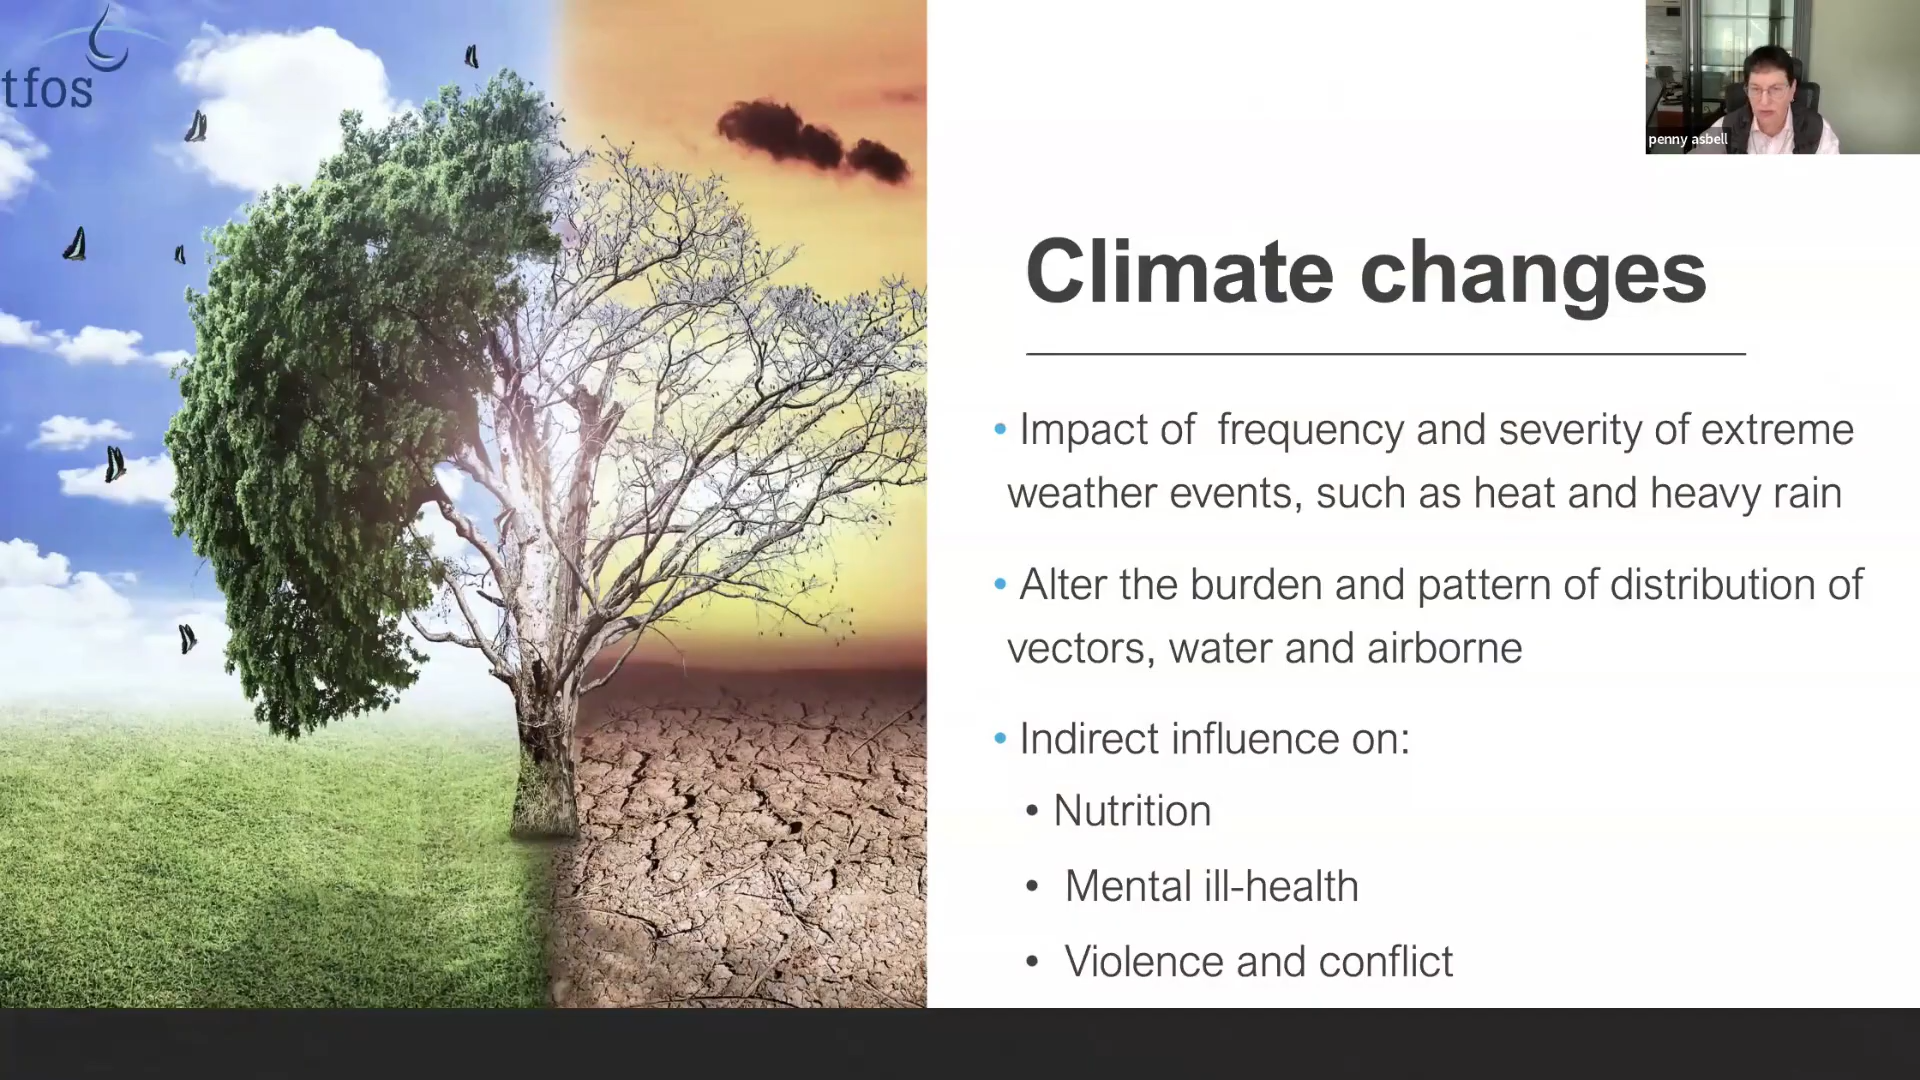 tfos
penny asbell
Climate changes
• Impact of frequency and severity of extreme
weather events, such as heat and heavy rain
• Alter the burden and pattern of distribution of
vectors, water and airborne
• Indirect influence on:
• Nutrition
• Mental ill-health
• Violence and conflict